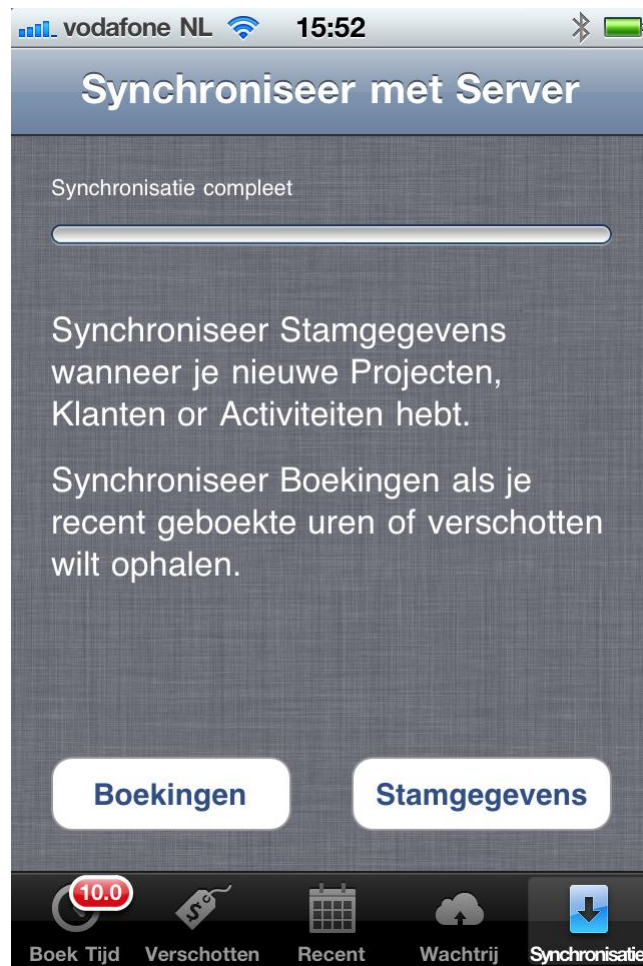 vodafone NL 15:52
Synchroniseer met Server
Synchronisatie compleet
Synchroniseer Stamgegevens
wanneer je nieuwe Projecten,
Klanten or Activiteiten hebt.
Synchroniseer Boekingen als je
recent geboekte uren of verschotten
wilt ophalen.
Boekingen Stamgegevens
10.0
Boek Tijd Verschotten Recent Wachtrij Synchronisatie